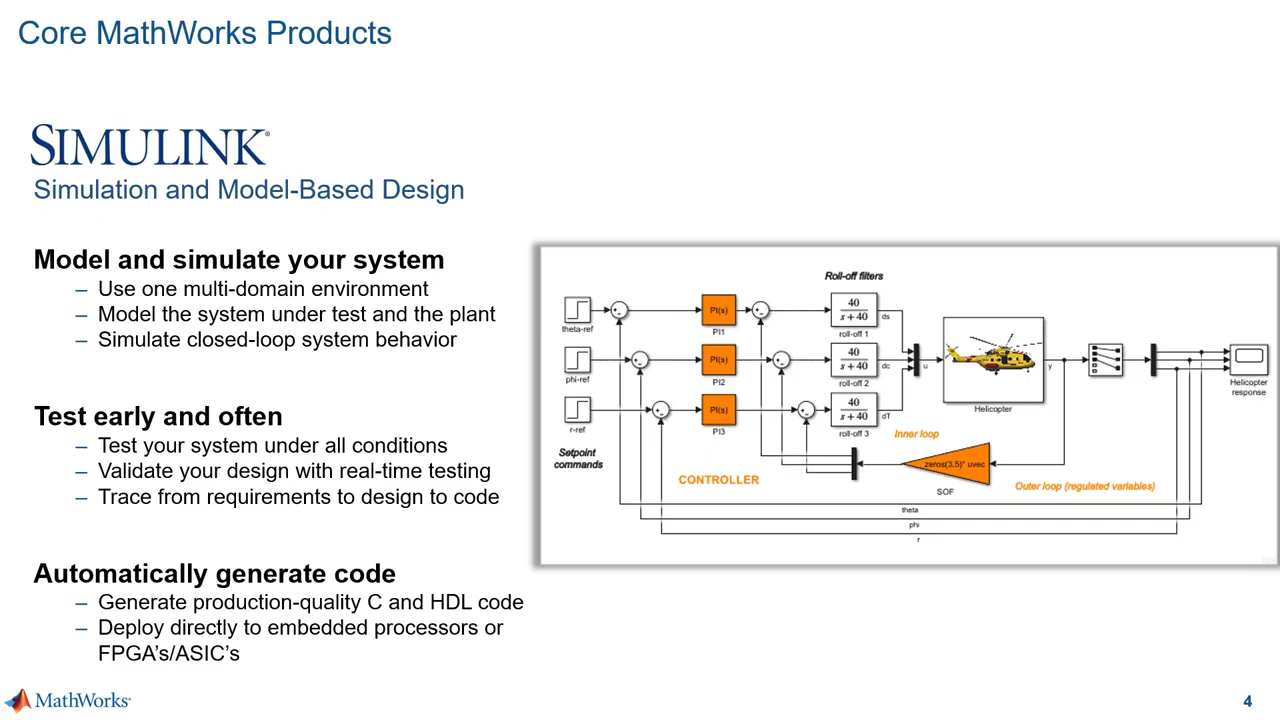 Core MathWorks Products
SIMULINK®
Simulation and Model-Based Design
Model and simulate your system
– Use one multi-domain environment
– Model the system under test and the plant
– Simulate closed-loop system behavior
Test early and often
– Test your system under all conditions
– Validate your design with real-time testing
– Trace from requirements to design to code
Automatically generate code
– Generate production-quality C and HDL code
– Deploy directly to embedded processors or
FPGA's/ASIC's
Roll-off filters
theta-ref
PI(s)
PI1
40
s + 40
roll-off 1
ds
phi-ref
PI(s)
PI2
40
s + 40
roll-off 2
dc
r-ref
PI(s)
PI3
40
s + 40
roll-off 3
dT
u
Helicopter
y
Helicopter
response
Setpoint
commands
CONTROLLER
Inner loop
zeros(3,5)* uvec
SOF
Outer loop (regulated variables)
theta
phi
r
MathWorks®
4